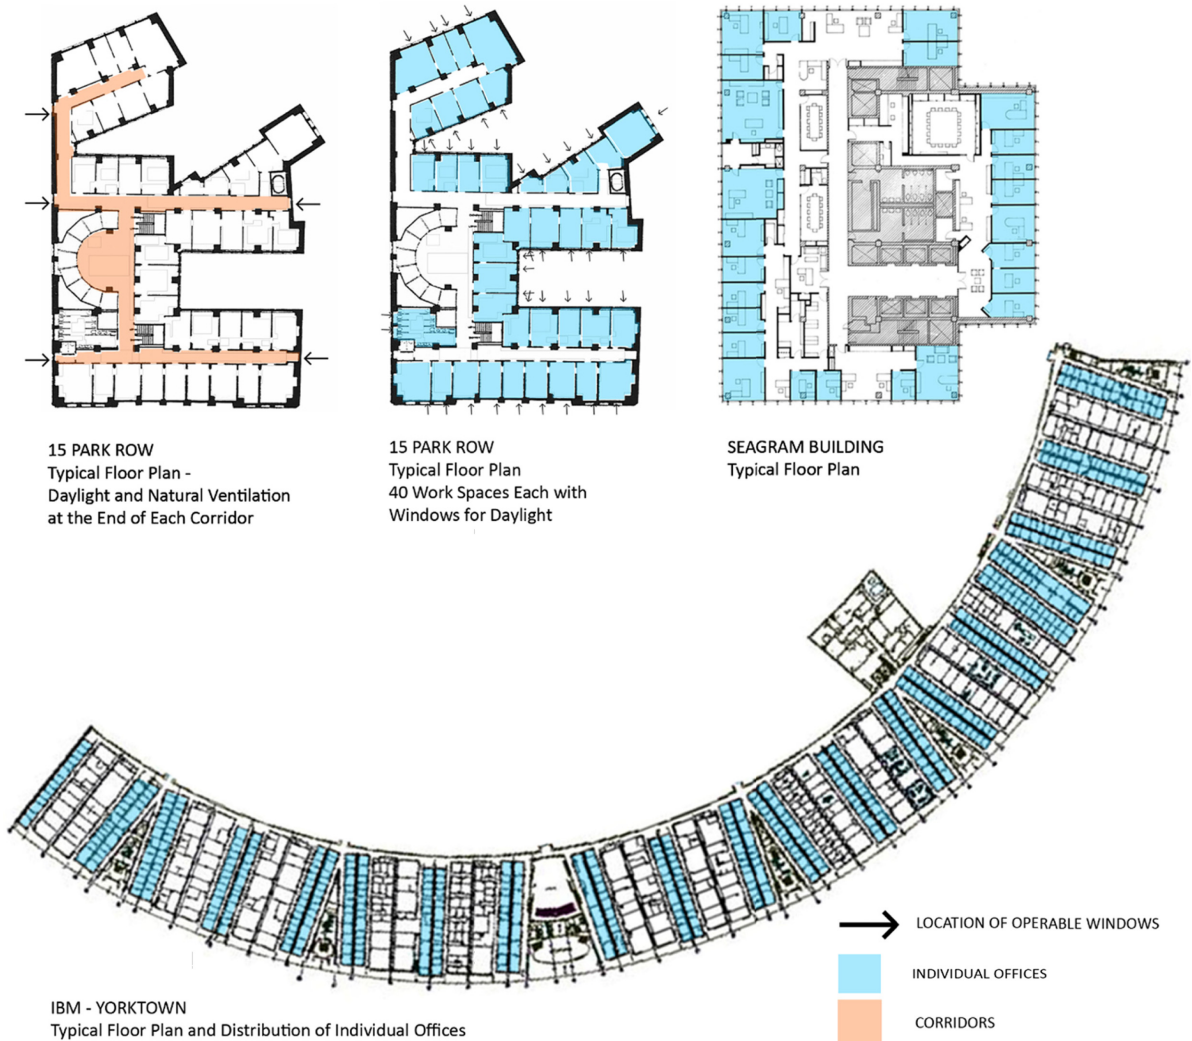 15 PARK ROW
Typical Floor Plan -
Daylight and Natural Ventilation
at the End of Each Corridor
15 PARK ROW
Typical Floor Plan
40 Work Spaces Each with
Windows for Daylight
SEAGRAM BUILDING
Typical Floor Plan
LOCATION OF OPERABLE WINDOWS
INDIVIDUAL OFFICES
CORRIDORS
IBM - YORKTOWN
Typical Floor Plan and Distribution of Individual Offices